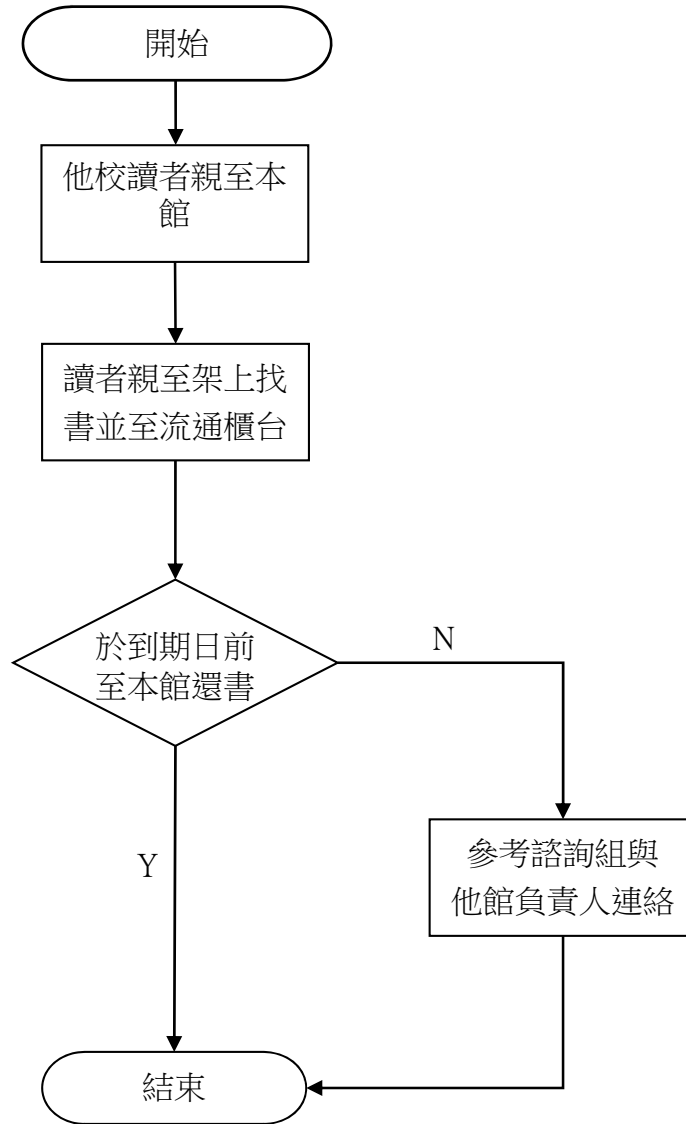 開始
他校讀者親至本
館
讀者親至架上找
書並至流通櫃台
於到期日前
至本館還書
N
Y
參考諮詢組與
他館負責人連絡
結束